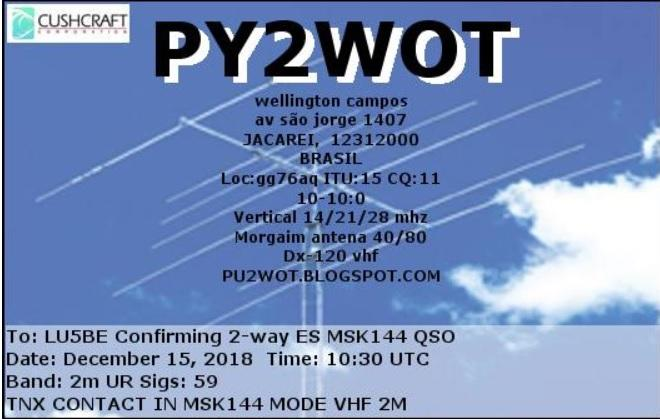 CUSHCRAFT
CORPORATION
PY2WOT
wellington campos
av são jorge 1407
JACAREI, 12312000
BRASIL
Loc:gg76aq ITU:15 CQ:11
10-10:0
Vertical 14/21/28 mhz
Morgaim antena 40/80
Dx-120 vhf
PU2WOT.BLOGSPOT.COM
To: LU5BE Confirming 2-way ES MSK144 QSO
Date: December 15, 2018 Time: 10:30 UTC
Band: 2m UR Sigs: 59
TNX CONTACT IN MSK144 MODE VHF 2M